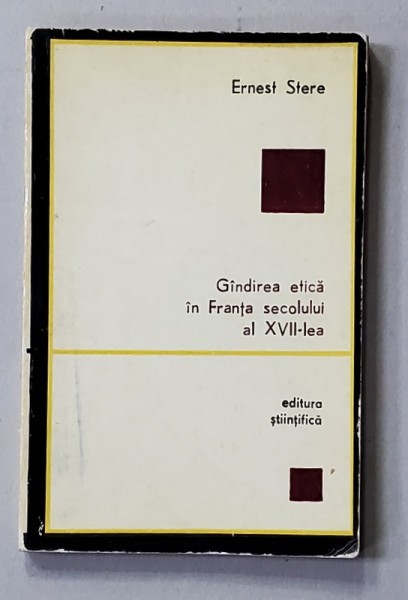 Ernest Stere
Gîndirea etică
în Franța secolului
al XVII-lea
editura
științifică